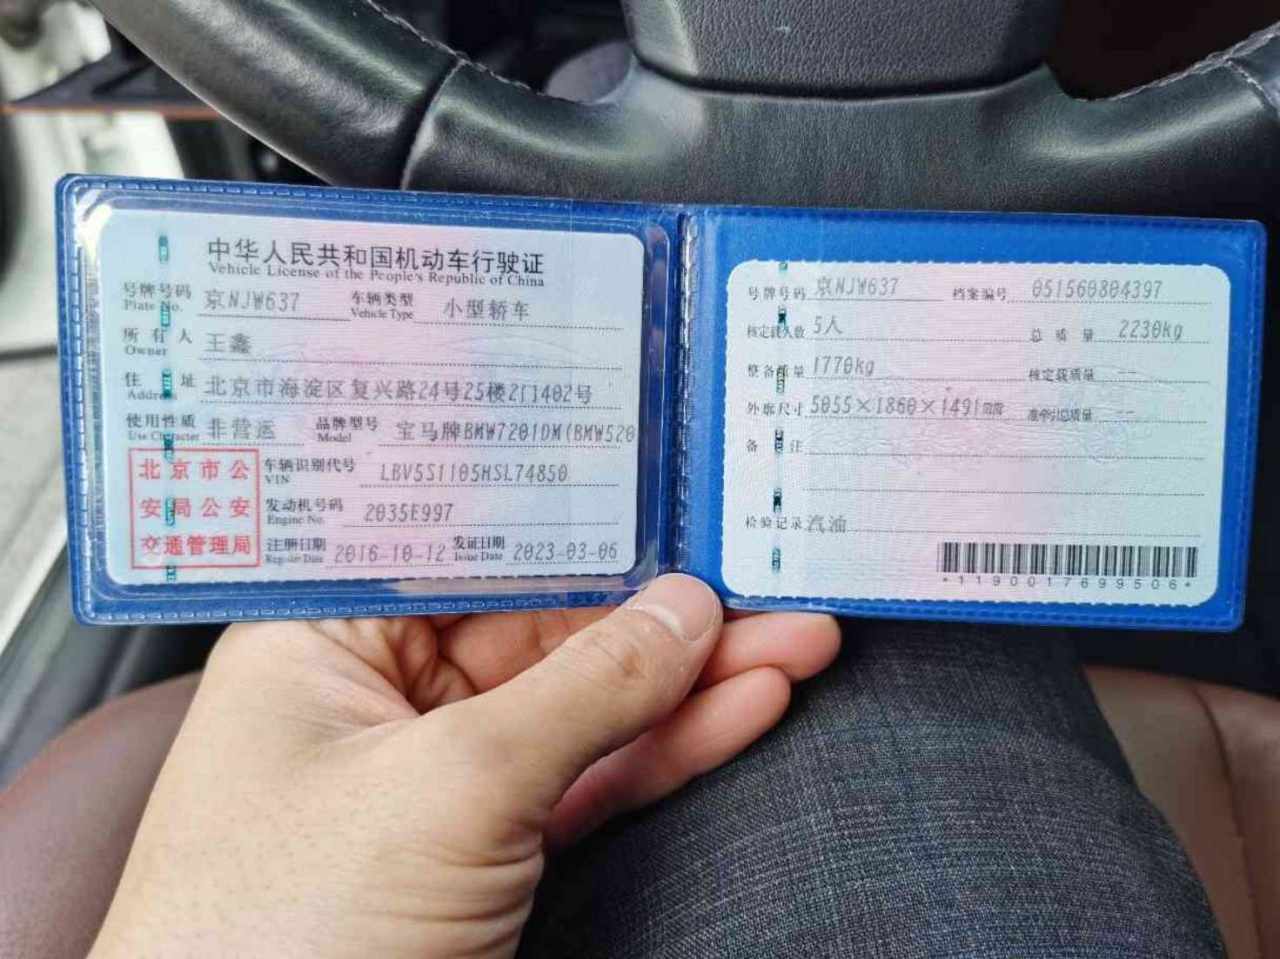 中华人民共和国机动车行驶证
Vehicle License of the People's Republic of China
号牌号码 京NJW637 车辆类型 小型轿车
Plate No. Vehicle Type
所有人 王鑫
Owner
住址 北京市海淀区复兴路24号25楼2门1402号
Address
使用性质 非营运 品牌型号 宝马牌BMW7201DM(BMW520
Use Character Model
北京市公
安局公安
交通管理局
车辆识别代号 LBV5S1105HSL74850
VIN
发动机号码 2035E997
Engine No.
注册日期 2016-10-12 发证日期 2023-03-06
Register Date Issue Date
号牌号码 京NJW637 档案编号 051560804397
核定载人数 5人 总质量 2230kg
整备质量 1770kg 核定载质量 --
外廓尺寸 5055×1860×1491mm 准牵引总质量 --
备注
检验记录 汽油
*1190017699506*